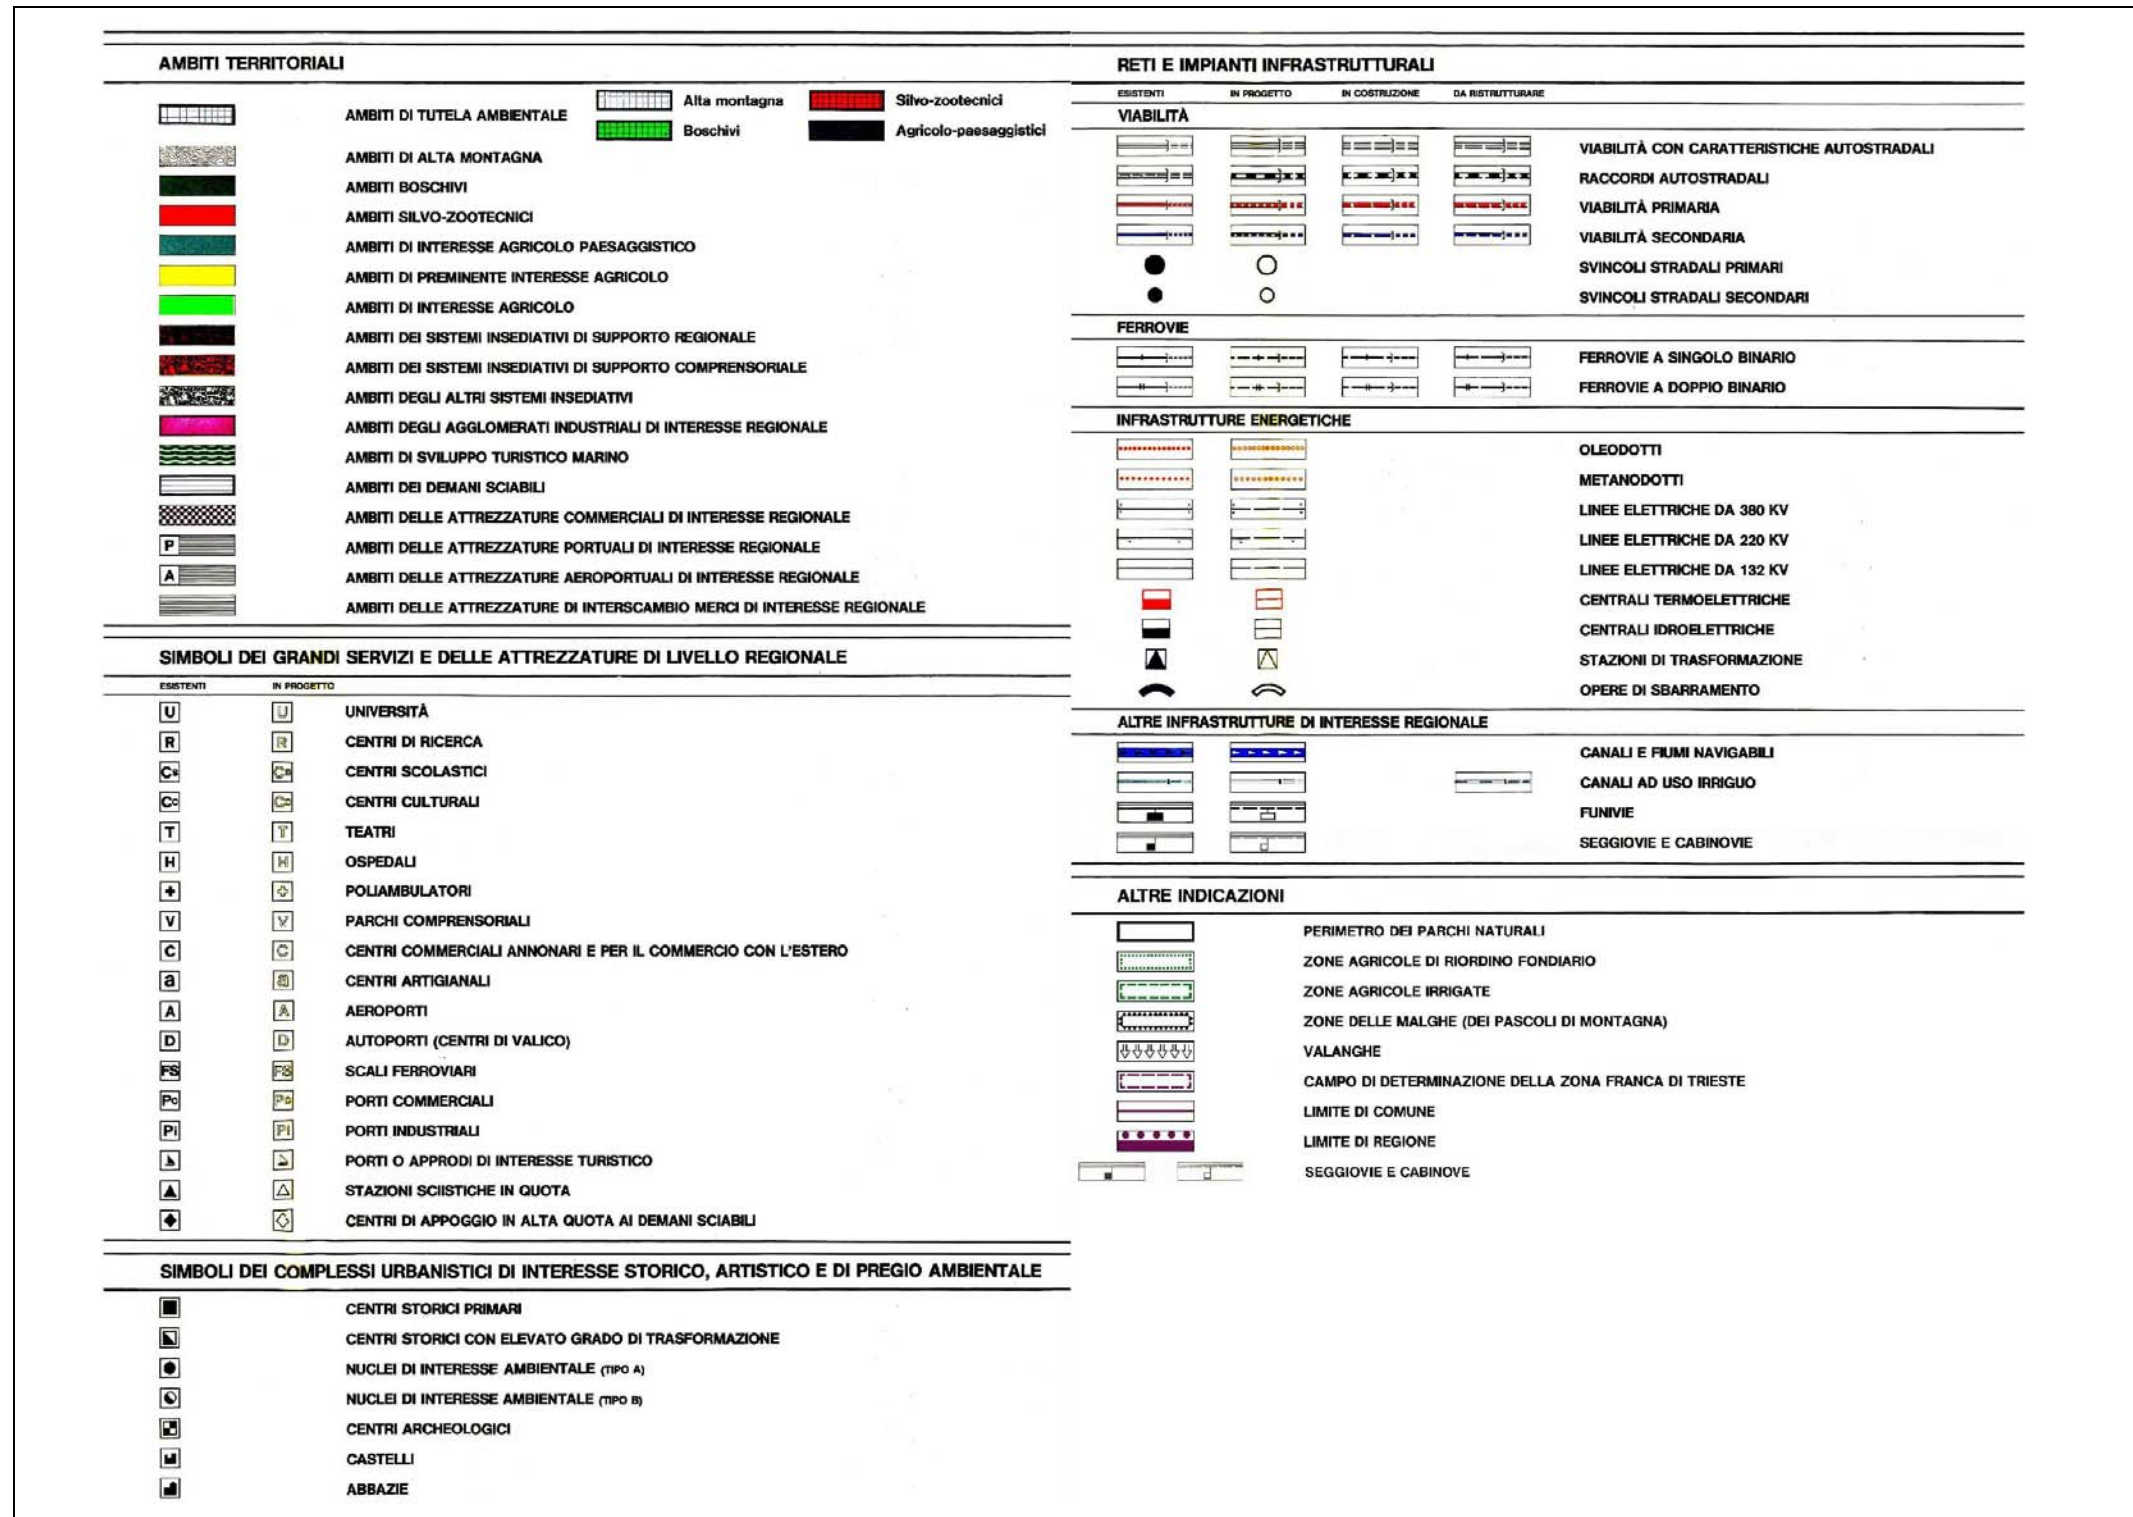 AMBITI TERRITORIALI
AMBITI DI TUTELA AMBIENTALE
Alta montagna
Silvo-zootecnici
Boschivi
Agricolo-paesaggistici
AMBITI DI ALTA MONTAGNA
AMBITI BOSCHIVI
AMBITI SILVO-ZOOTECNICI
AMBITI DI INTERESSE AGRICOLO PAESAGGISTICO
AMBITI DI PREMINENTE INTERESSE AGRICOLO
AMBITI DI INTERESSE AGRICOLO
AMBITI DEI SISTEMI INSEDIATIVI DI SUPPORTO REGIONALE
AMBITI DEI SISTEMI INSEDIATIVI DI SUPPORTO COMPRENSORIALE
AMBITI DEGLI ALTRI SISTEMI INSEDIATIVI
AMBITI DEGLI AGGLOMERATI INDUSTRIALI DI INTERESSE REGIONALE
AMBITI DI SVILUPPO TURISTICO MARINO
AMBITI DEI DEMANI SCIABILI
AMBITI DELLE ATTREZZATURE COMMERCIALI DI INTERESSE REGIONALE
P AMBITI DELLE ATTREZZATURE PORTUALI DI INTERESSE REGIONALE
A AMBITI DELLE ATTREZZATURE AEROPORTUALI DI INTERESSE REGIONALE
AMBITI DELLE ATTREZZATURE DI INTERSCAMBIO MERCI DI INTERESSE REGIONALE
SIMBOLI DEI GRANDI SERVIZI E DELLE ATTREZZATURE DI LIVELLO REGIONALE
ESISTENTI IN PROGETTO
U U UNIVERSITÀ
R R CENTRI DI RICERCA
Cs Cs CENTRI SCOLASTICI
Cc Cc CENTRI CULTURALI
T T TEATRI
H H OSPEDALI
POLIAMBULATORI
V V PARCHI COMPRENSORIALI
C C CENTRI COMMERCIALI ANNONARI E PER IL COMMERCIO CON L'ESTERO
a a CENTRI ARTIGIANALI
A A AEROPORTI
D D AUTOPORTI (CENTRI DI VALICO)
FS FS SCALI FERROVIARI
Pc Pc PORTI COMMERCIALI
Pi Pi PORTI INDUSTRIALI
PORTI O APPRODI DI INTERESSE TURISTICO
STAZIONI SCIISTICHE IN QUOTA
CENTRI DI APPOGGIO IN ALTA QUOTA AI DEMANI SCIABILI
SIMBOLI DEI COMPLESSI URBANISTICI DI INTERESSE STORICO, ARTISTICO E DI PREGIO AMBIENTALE
CENTRI STORICI PRIMARI
CENTRI STORICI CON ELEVATO GRADO DI TRASFORMAZIONE
NUCLEI DI INTERESSE AMBIENTALE (TIPO A)
NUCLEI DI INTERESSE AMBIENTALE (TIPO B)
CENTRI ARCHEOLOGICI
CASTELLI
ABBAZIE
RETI E IMPIANTI INFRASTRUTTURALI
ESISTENTI IN PROGETTO IN COSTRUZIONE DA RISTRUTTURARE
VIABILITÀ
VIABILITÀ CON CARATTERISTICHE AUTOSTRADALI
RACCORDI AUTOSTRADALI
VIABILITÀ PRIMARIA
VIABILITÀ SECONDARIA
SVINCOLI STRADALI PRIMARI
SVINCOLI STRADALI SECONDARI
FERROVIE
FERROVIE A SINGOLO BINARIO
FERROVIE A DOPPIO BINARIO
INFRASTRUTTURE ENERGETICHE
OLEODOTTI
METANODOTTI
LINEE ELETTRICHE DA 380 KV
LINEE ELETTRICHE DA 220 KV
LINEE ELETTRICHE DA 132 KV
CENTRALI TERMOELETTRICHE
CENTRALI IDROELETTRICHE
STAZIONI DI TRASFORMAZIONE
OPERE DI SBARRAMENTO
ALTRE INFRASTRUTTURE DI INTERESSE REGIONALE
CANALI E FIUMI NAVIGABILI
CANALI AD USO IRRIGUO
FUNIVIE
SEGGIOVIE E CABINOVIE
ALTRE INDICAZIONI
PERIMETRO DEI PARCHI NATURALI
ZONE AGRICOLE DI RIORDINO FONDIARIO
ZONE AGRICOLE IRRIGATE
ZONE DELLE MALGHE (DEI PASCOLI DI MONTAGNA)
VALANGHE
CAMPO DI DETERMINAZIONE DELLA ZONA FRANCA DI TRIESTE
LIMITE DI COMUNE
LIMITE DI REGIONE
SEGGIOVIE E CABINOVE